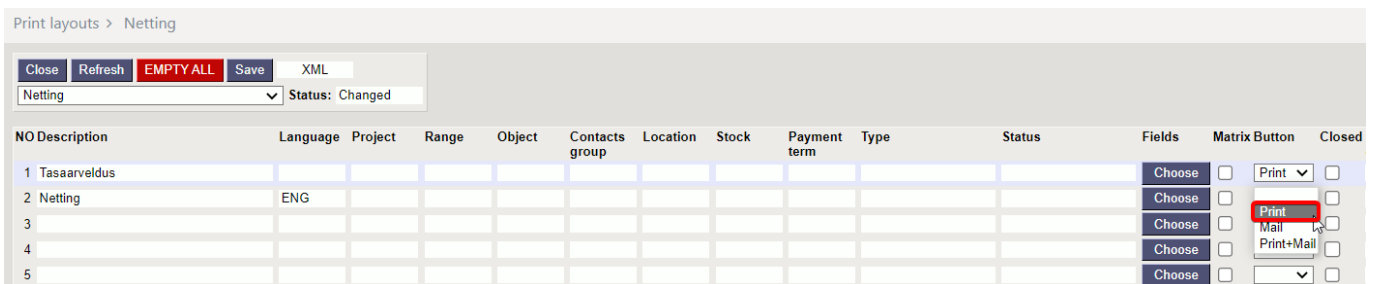 Print layouts > Netting
Close Refresh EMPTY ALL Save XML
Netting Status: Changed
NO Description Language Project Range Object Contacts group Location Stock Payment term Type Status Fields Matrix Button Closed
1 Tasaarveldus Choose Print
2 Netting ENG Choose
Print
3 Choose
Mail
4 Choose
Print+Mail
5 Choose